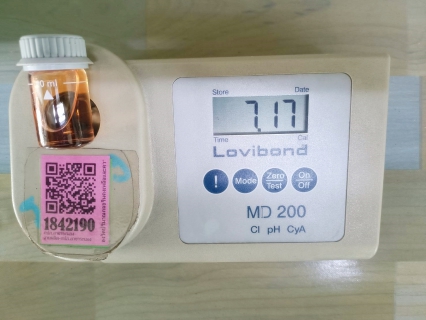 10 ml
Store Date
7.17
Time Cal
Lovibond
! Mode Zero Test On Off
MD 200
Cl pH CyA
1842190